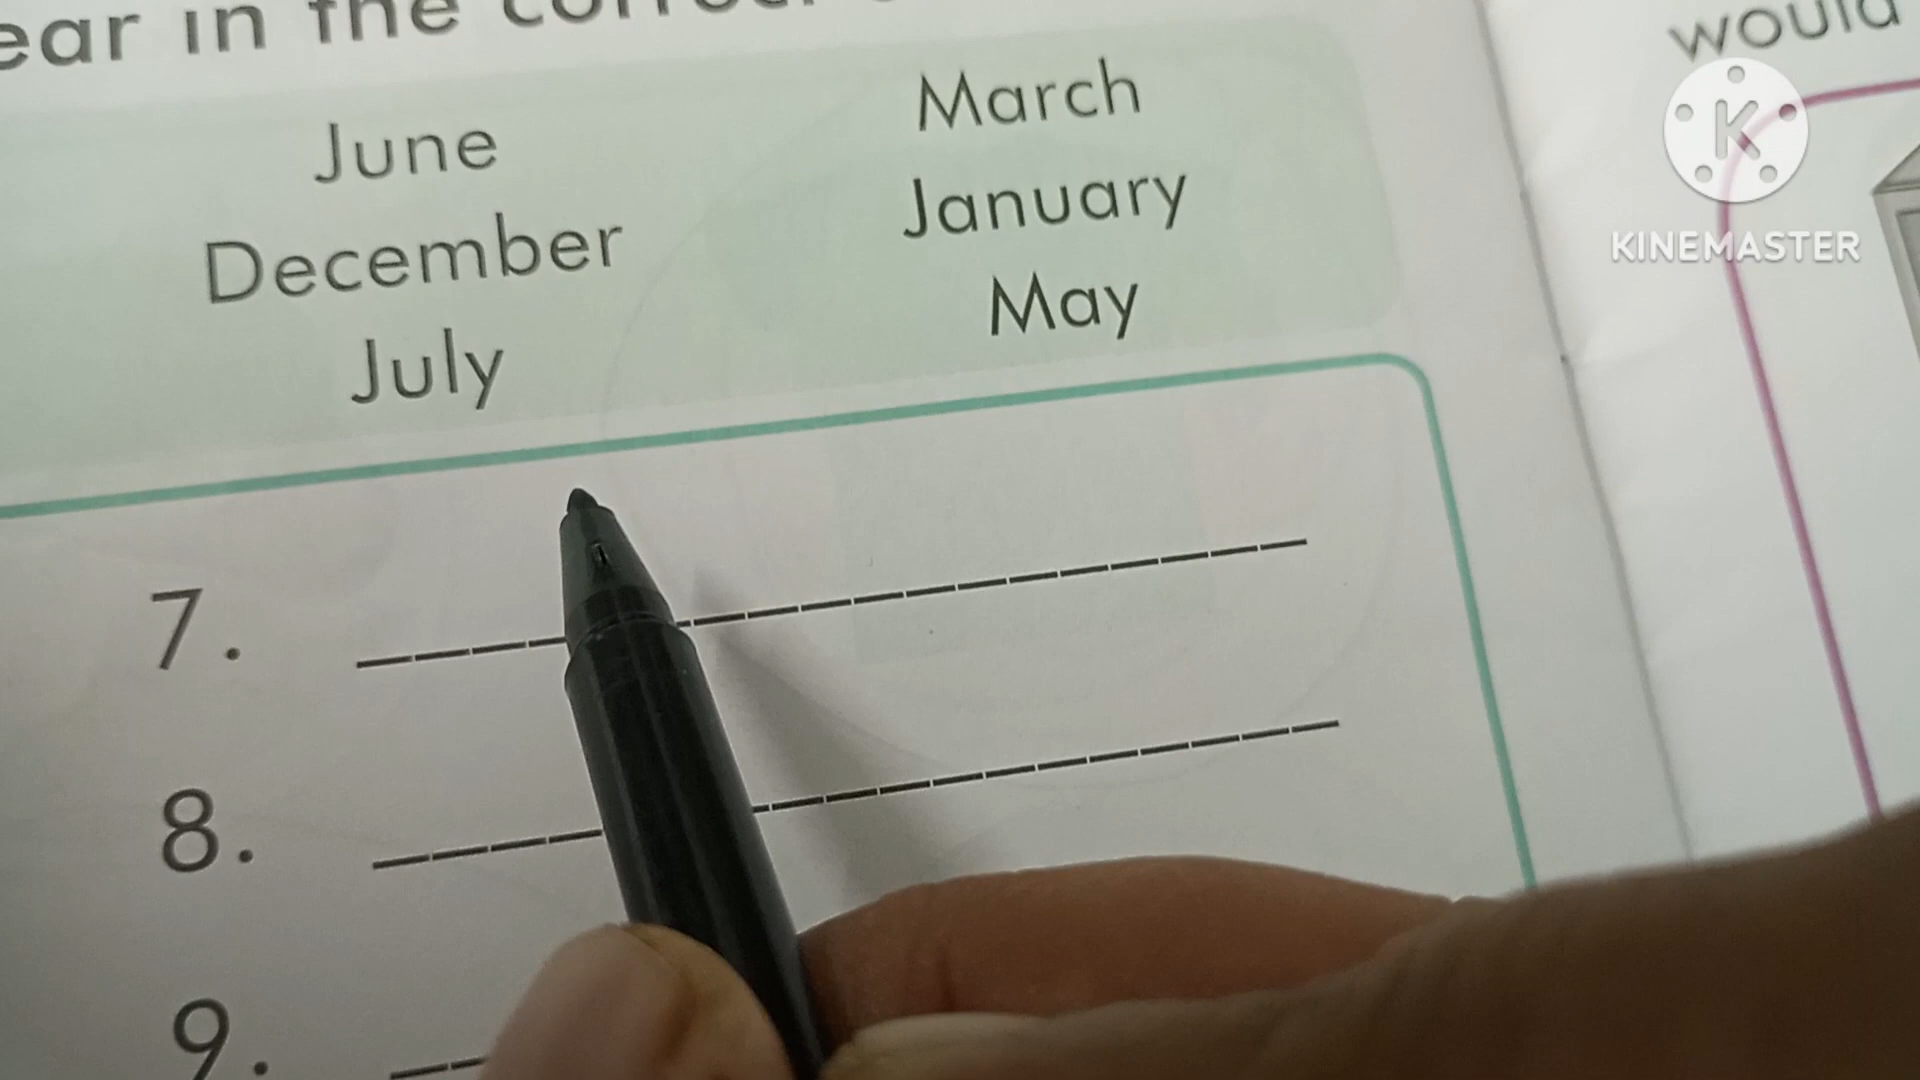 ear in the
would
June March
December January
July May
7.
8.
9.
KINEMASTER